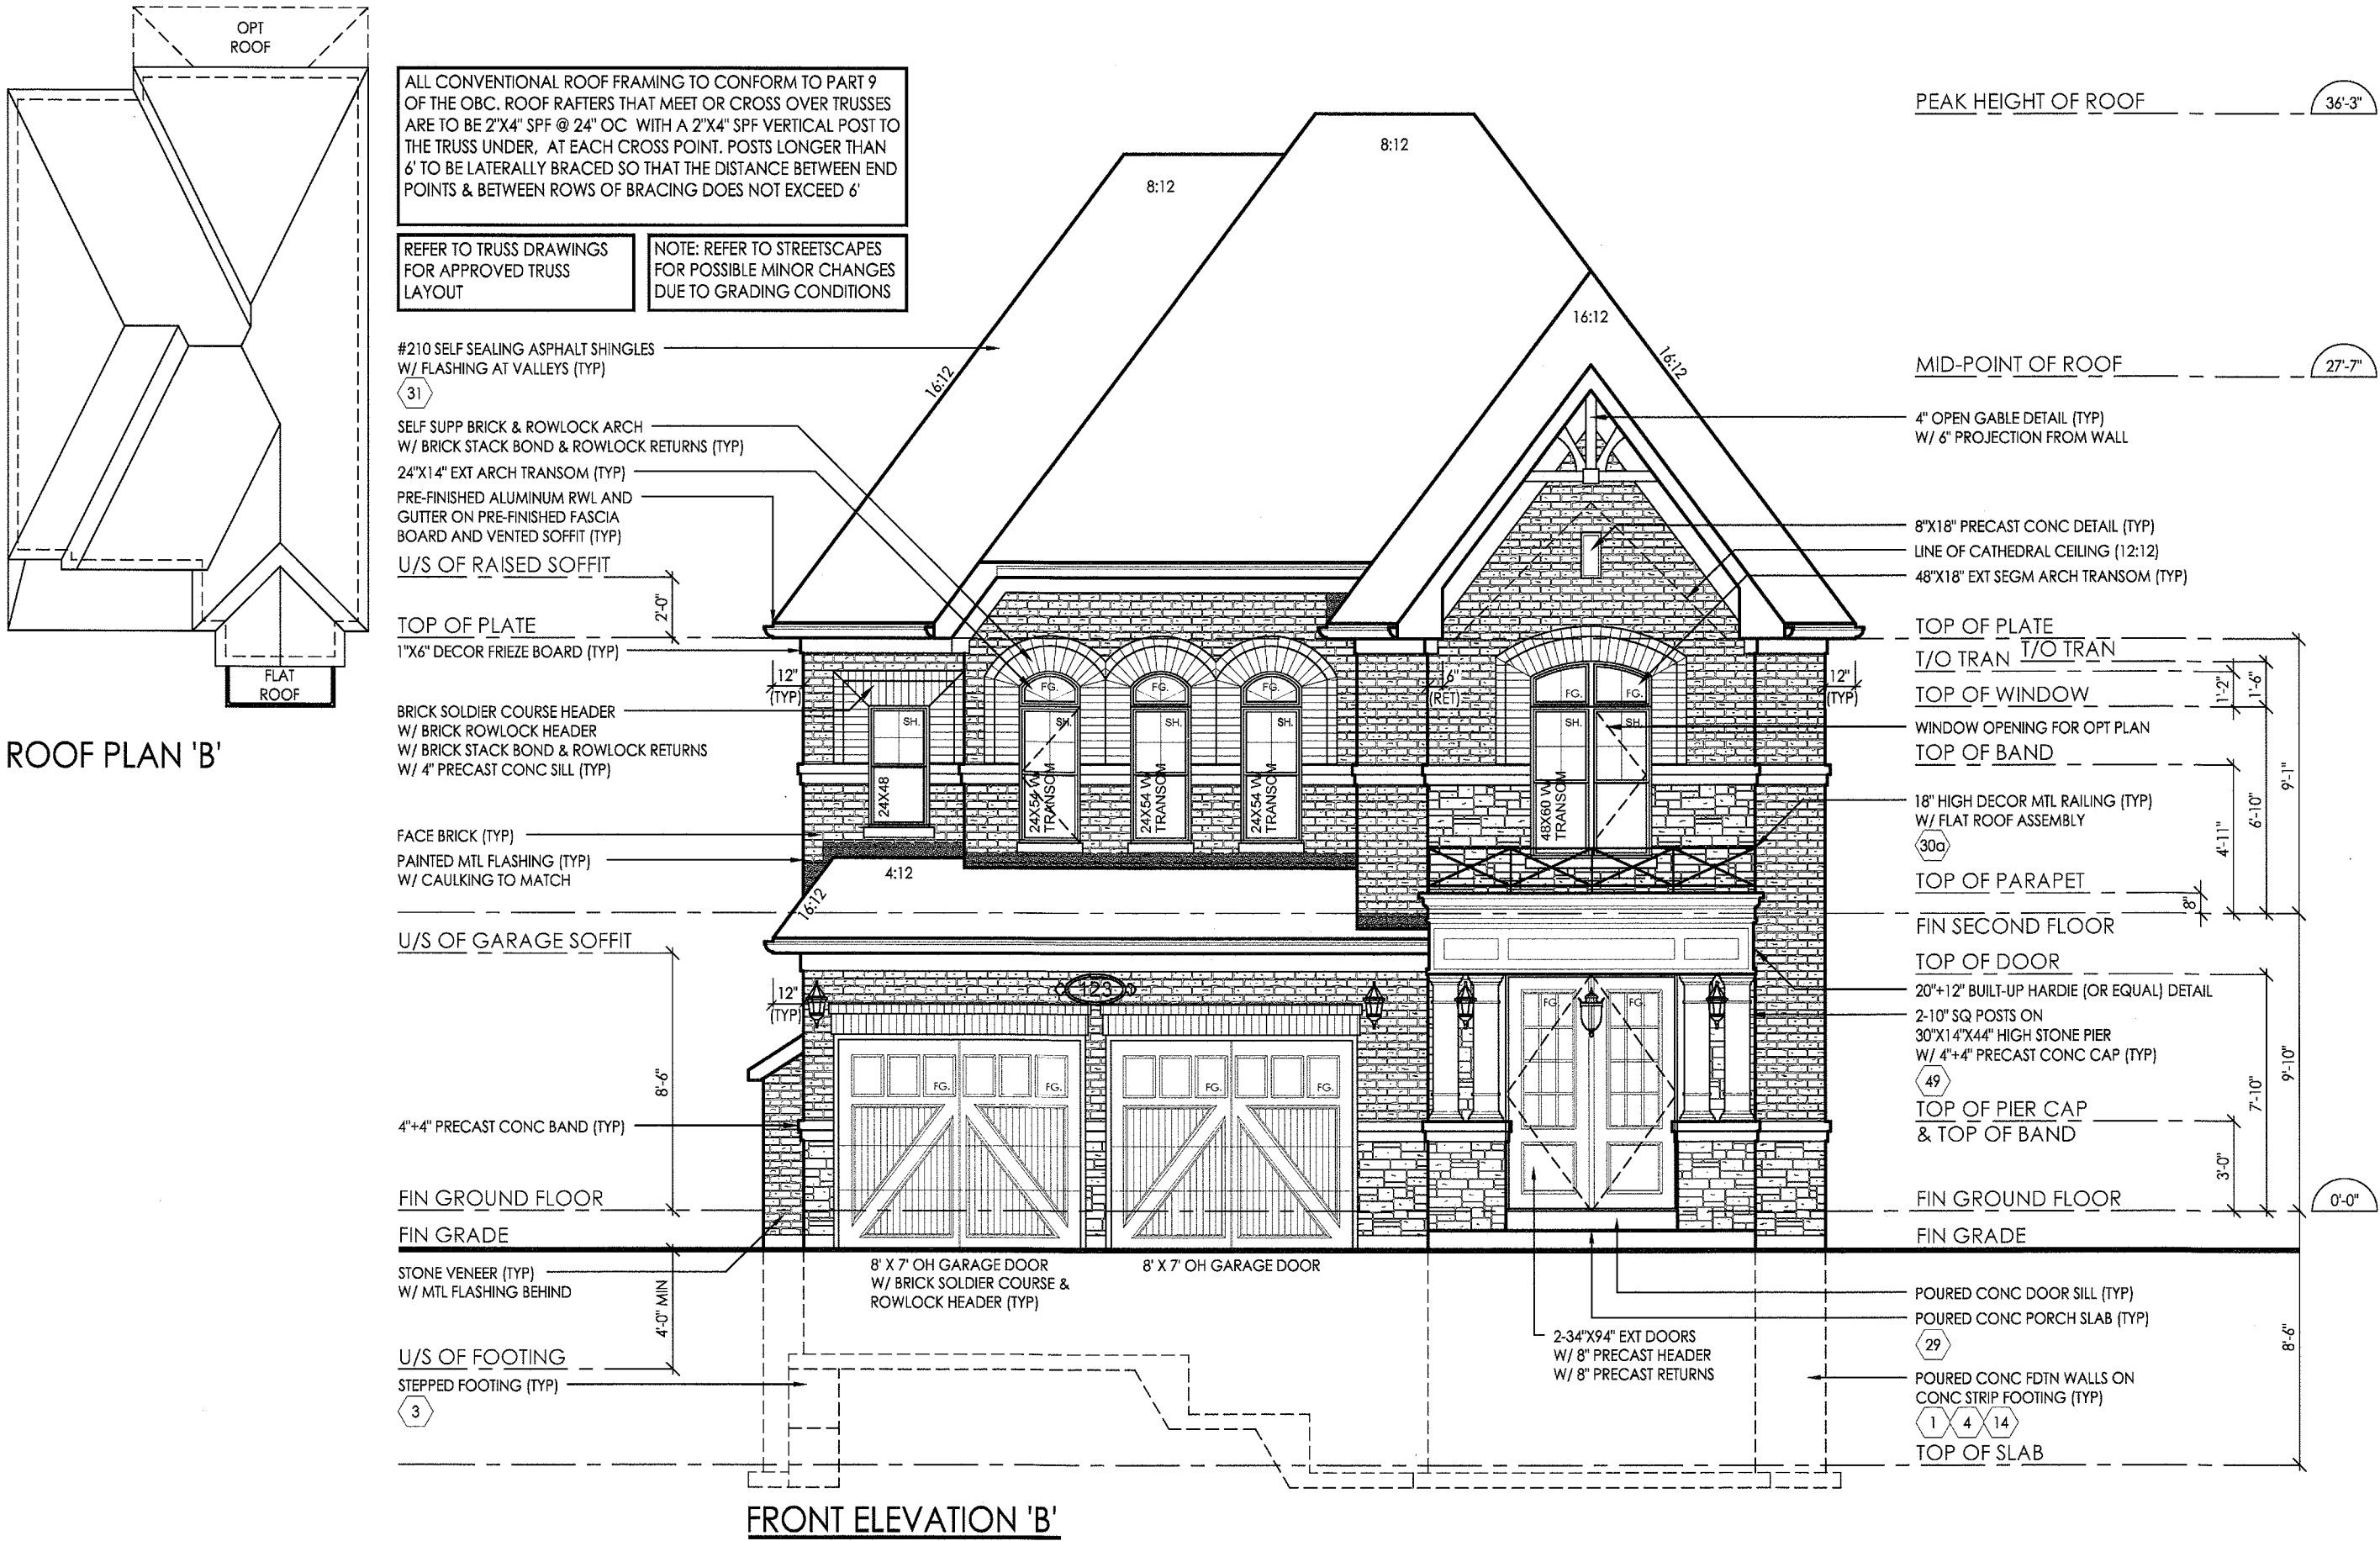 OPT
ROOF
FLAT
ROOF
ROOF PLAN 'B'
ALL CONVENTIONAL ROOF FRAMING TO CONFORM TO PART 9
OF THE OBC. ROOF RAFTERS THAT MEET OR CROSS OVER TRUSSES
ARE TO BE 2"X4" SPF @ 24" OC WITH A 2"X4" SPF VERTICAL POST TO
THE TRUSS UNDER, AT EACH CROSS POINT. POSTS LONGER THAN
6' TO BE LATERALLY BRACED SO THAT THE DISTANCE BETWEEN END
POINTS & BETWEEN ROWS OF BRACING DOES NOT EXCEED 6'
REFER TO TRUSS DRAWINGS
FOR APPROVED TRUSS
LAYOUT
NOTE: REFER TO STREETSCAPES
FOR POSSIBLE MINOR CHANGES
DUE TO GRADING CONDITIONS
#210 SELF SEALING ASPHALT SHINGLES
W/ FLASHING AT VALLEYS (TYP)
31
SELF SUPP BRICK & ROWLOCK ARCH
W/ BRICK STACK BOND & ROWLOCK RETURNS (TYP)
24"X14" EXT ARCH TRANSOM (TYP)
PRE-FINISHED ALUMINUM RWL AND
GUTTER ON PRE-FINISHED FASCIA
BOARD AND VENTED SOFFIT (TYP)
U/S OF RAISED SOFFIT
2'-0"
TOP OF PLATE
1"X6" DECOR FRIEZE BOARD (TYP)
BRICK SOLDIER COURSE HEADER
W/ BRICK ROWLOCK HEADER
W/ BRICK STACK BOND & ROWLOCK RETURNS
W/ 4" PRECAST CONC SILL (TYP)
FACE BRICK (TYP)
PAINTED MTL FLASHING (TYP)
W/ CAULKING TO MATCH
U/S OF GARAGE SOFFIT
8'-6"
4"+4" PRECAST CONC BAND (TYP)
FIN GROUND FLOOR
FIN GRADE
STONE VENEER (TYP)
W/ MTL FLASHING BEHIND
4'-0" MIN
U/S OF FOOTING
STEPPED FOOTING (TYP)
3
8:12
8:12
16:12
16:12
16:12
12"
(TYP)
6"
(RET)
12"
(TYP)
FG.
FG.
FG.
FG.
FG.
SH.
SH.
SH.
SH.
SH.
SH.
24X48
24X54 W/
TRANSOM
24X54 W/
TRANSOM
24X54 W/
TRANSOM
48X60 W/
TRANSOM
4:12
16:12
12"
(TYP)
123
FG.
FG.
FG.
FG.
FG.
FG.
8' X 7' OH GARAGE DOOR
W/ BRICK SOLDIER COURSE &
ROWLOCK HEADER (TYP)
8' X 7' OH GARAGE DOOR
2-34"X94" EXT DOORS
W/ 8" PRECAST HEADER
W/ 8" PRECAST RETURNS
FRONT ELEVATION 'B'
PEAK HEIGHT OF ROOF
36'-3"
MID-POINT OF ROOF
27'-7"
4" OPEN GABLE DETAIL (TYP)
W/ 6" PROJECTION FROM WALL
8"X18" PRECAST CONC DETAIL (TYP)
LINE OF CATHEDRAL CEILING (12:12)
48"X18" EXT SEGM ARCH TRANSOM (TYP)
TOP OF PLATE
T/O TRAN
T/O TRAN
TOP OF WINDOW
1'-2"
1'-6"
WINDOW OPENING FOR OPT PLAN
TOP OF BAND
18" HIGH DECOR MTL RAILING (TYP)
W/ FLAT ROOF ASSEMBLY
30a
4'-11"
6'-10"
9'-1"
TOP OF PARAPET
8"
FIN SECOND FLOOR
TOP OF DOOR
20"+12" BUILT-UP HARDIE (OR EQUAL) DETAIL
2-10" SQ POSTS ON
30"X14"X44" HIGH STONE PIER
W/ 4"+4" PRECAST CONC CAP (TYP)
49
TOP OF PIER CAP
& TOP OF BAND
3'-0"
7'-10"
9'-10"
FIN GROUND FLOOR
0'-0"
FIN GRADE
POURED CONC DOOR SILL (TYP)
POURED CONC PORCH SLAB (TYP)
29
8'-6"
POURED CONC FDTN WALLS ON
CONC STRIP FOOTING (TYP)
1 4 14
TOP OF SLAB